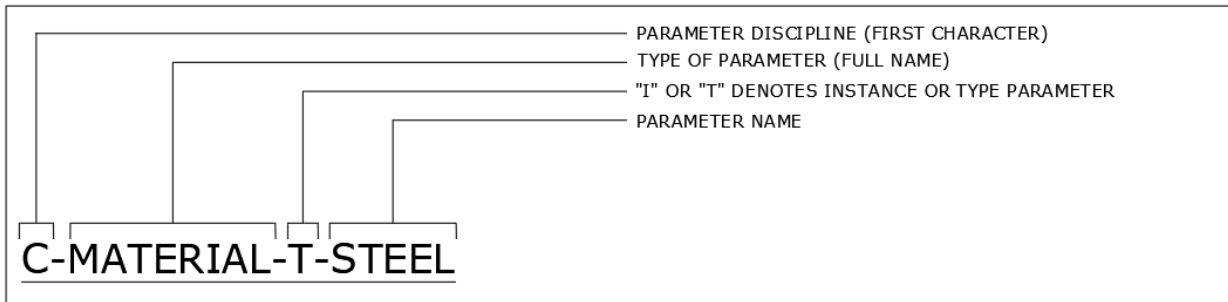 PARAMETER DISCIPLINE (FIRST CHARACTER)
TYPE OF PARAMETER (FULL NAME)
"I" OR "T" DENOTES INSTANCE OR TYPE PARAMETER
PARAMETER NAME
C-MATERIAL-T-STEEL